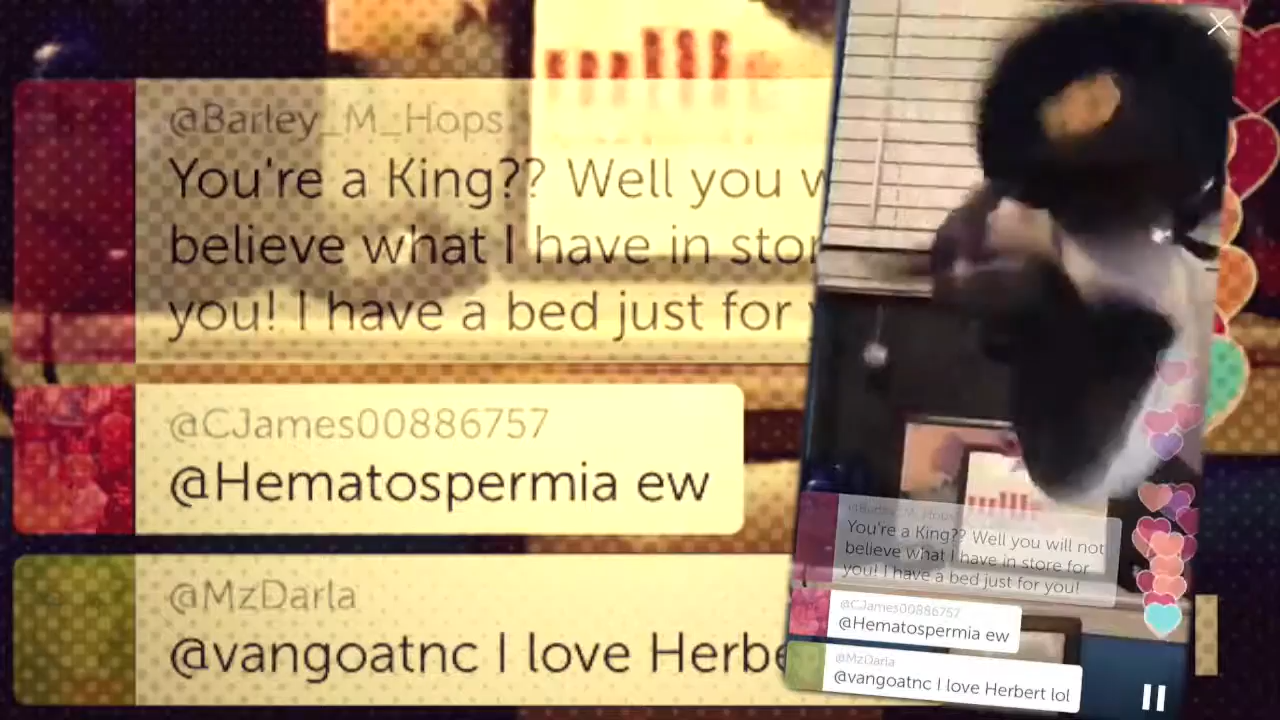 @Barley_M_Hops
You're a King?? Well you
believe what I have in
you! I have a bed just for
@CJames00886757
@Hematospermia ew
@MzDarla
@vangoatnc I love
@Barley_M_Hops
You're a King?? Well you will not
believe what I have in store for
you! I have a bed just for you!
@CJames00886757
@Hematospermia ew
@MzDarla
@vangoatnc I love Herbert lol